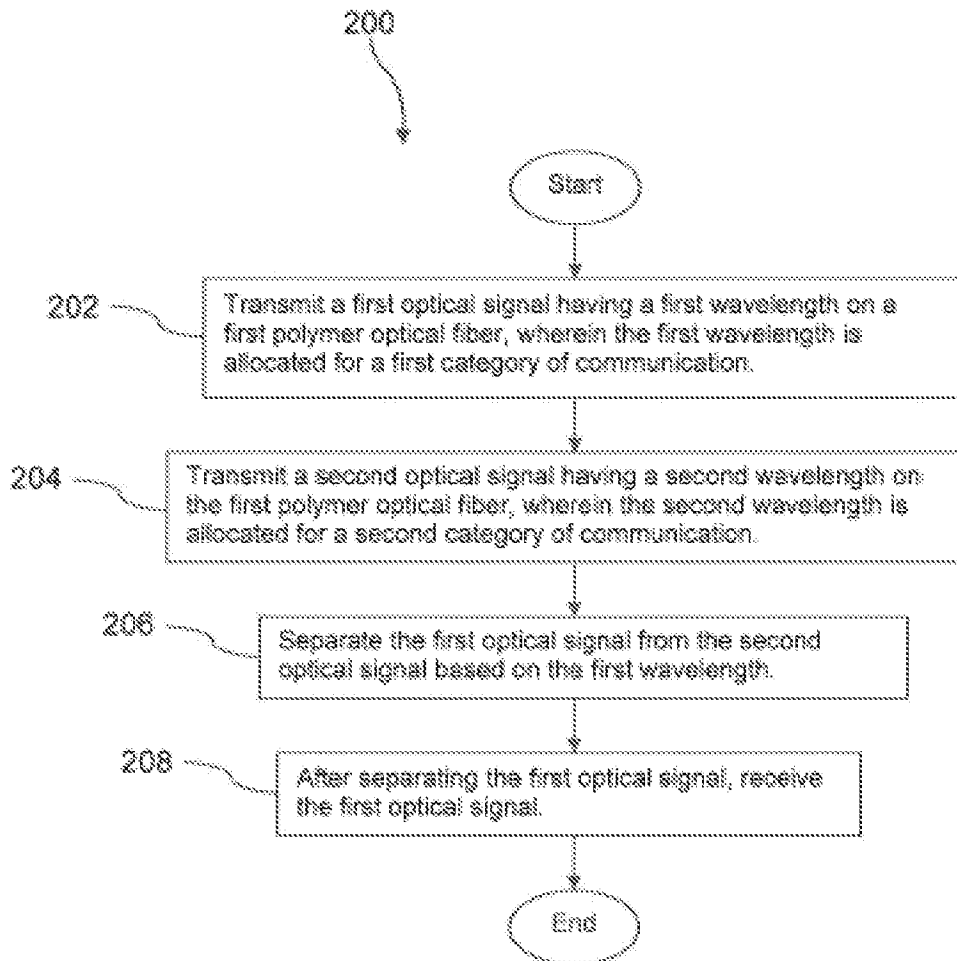 200
Start
202
Transmit a first optical signal having a first wavelength on a
first polymer optical fiber, wherein the first wavelength is
allocated for a first category of communication.
204
Transmit a second optical signal having a second wavelength on
the first polymer optical fiber, wherein the second wavelength is
allocated for a second category of communication.
206
Separate the first optical signal from the second
optical signal based on the first wavelength.
208
After separating the first optical signal, receive
the first optical signal.
End